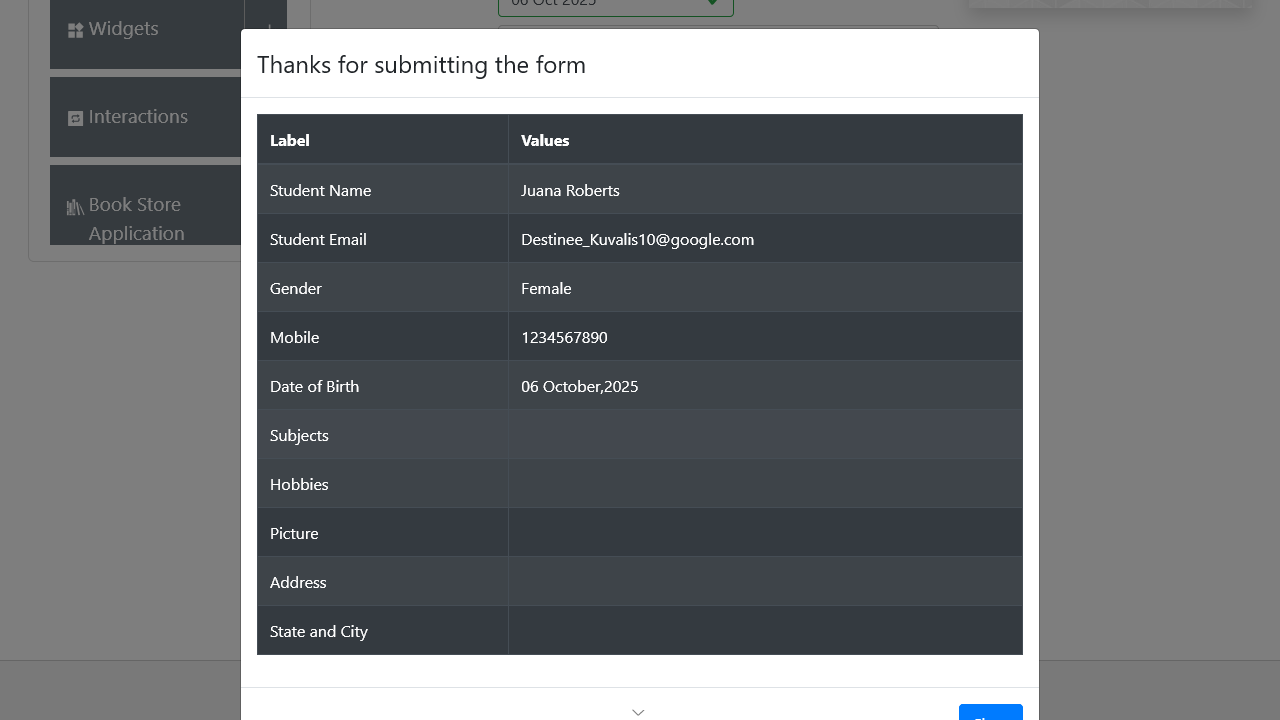 06 Oct 2025
Widgets
Thanks for submitting the form
Interactions
Label Values
Student Name Juana Roberts
Book Store
Application
Student Email Destinee_Kuvalis10@google.com
Gender Female
Mobile 1234567890
Date of Birth 06 October,2025
Subjects
Hobbies
Picture
Address
State and City